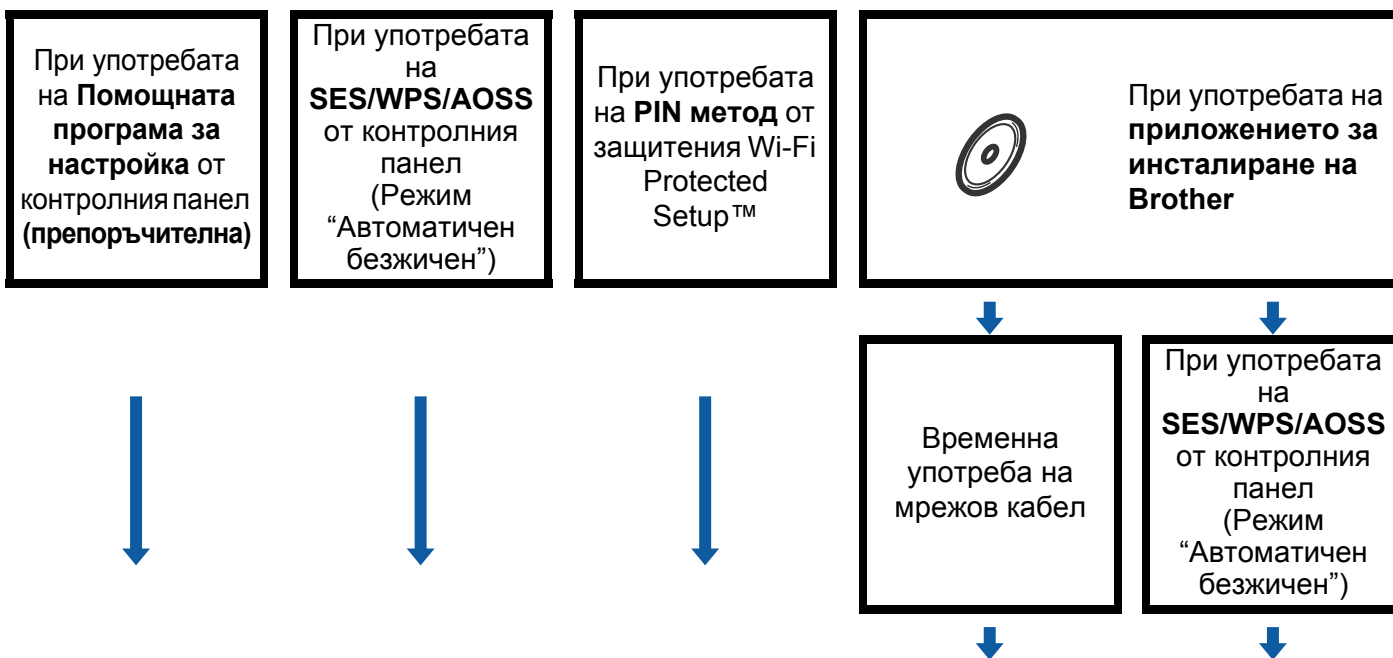 При употребата
на Помощната
програма за
настройка от
контролния панел
(препоръчителна)
При употребата
на
SES/WPS/AOSS
от контролния
панел
(Режим
“Автоматичен
безжичен”)
При употребата
на PIN метод от
защитения Wi-Fi
Protected
Setup™
При употребата на
приложението за
инсталиране на
Brother
Временна
употреба на
мрежов кабел
При употребата
на
SES/WPS/AOSS
от контролния
панел
(Режим
“Автоматичен
безжичен”)